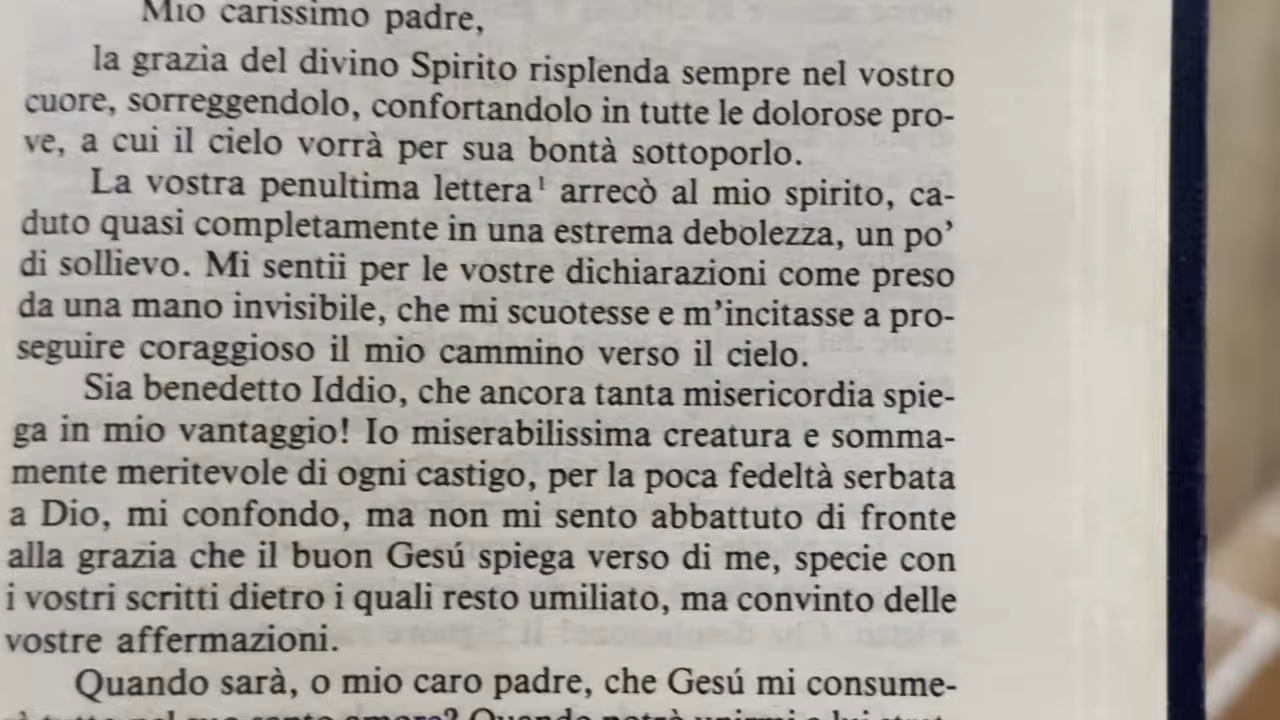 Mio carissimo padre,
la grazia del divino Spirito risplenda sempre nel vostro
cuore, sorreggendolo, confortandolo in tutte le dolorose pro-
ve, a cui il cielo vorrà per sua bontà sottoporlo.
La vostra penultima lettera¹ arrecò al mio spirito, ca-
duto quasi completamente in una estrema debolezza, un po’
di sollievo. Mi sentii per le vostre dichiarazioni come preso
da una mano invisibile, che mi scuotesse e m’incitasse a pro-
seguire coraggioso il mio cammino verso il cielo.
Sia benedetto Iddio, che ancora tanta misericordia spie-
ga in mio vantaggio! Io miserabilissima creatura e somma-
mente meritevole di ogni castigo, per la poca fedeltà serbata
a Dio, mi confondo, ma non mi sento abbattuto di fronte
alla grazia che il buon Gesú spiega verso di me, specie con
i vostri scritti dietro i quali resto umiliato, ma convinto delle
vostre affermazioni.
Quando sarà, o mio caro padre, che Gesú mi consume-